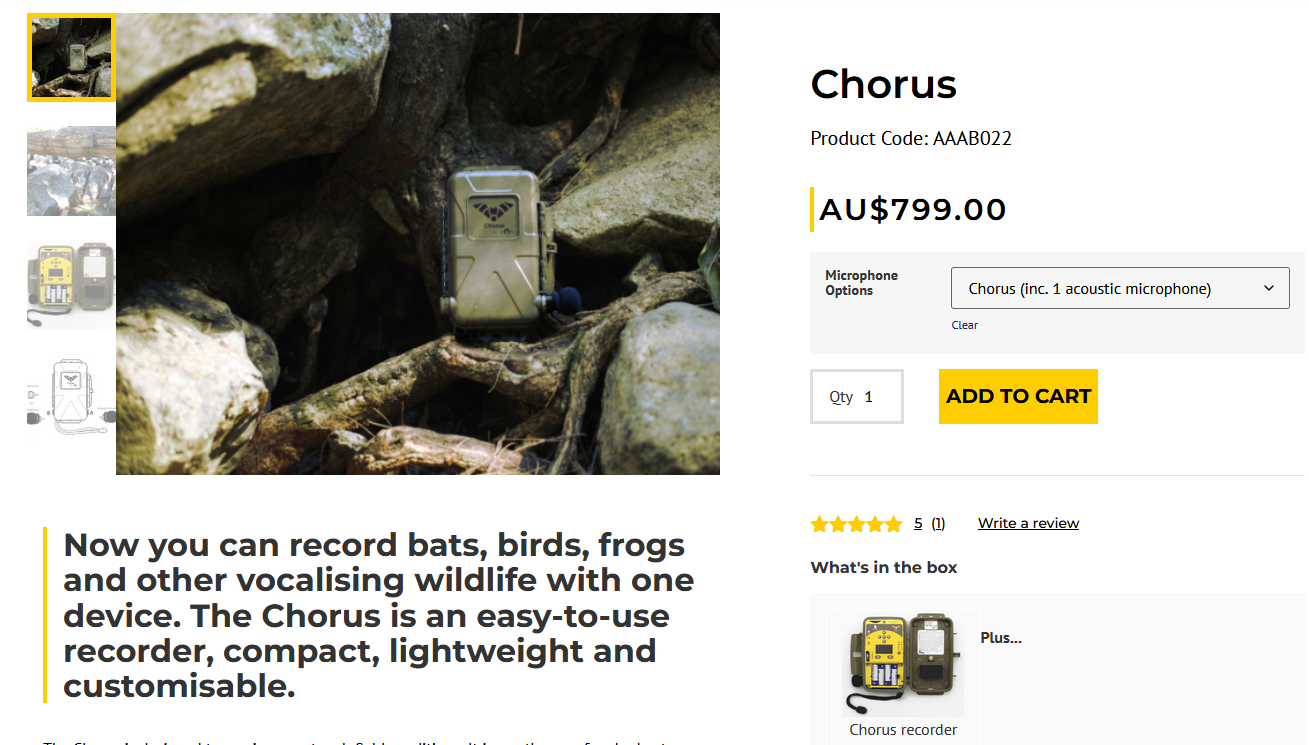 Chorus
Product Code: AAAB022
AU$799.00
Microphone
Options
Chorus (inc. 1 acoustic microphone)
Clear
Qty 1
ADD TO CART
Chorus
5 (1) Write a review
What's in the box
Plus...
Chorus recorder
Now you can record bats, birds, frogs
and other vocalising wildlife with one
device. The Chorus is an easy-to-use
recorder, compact, lightweight and
customisable.